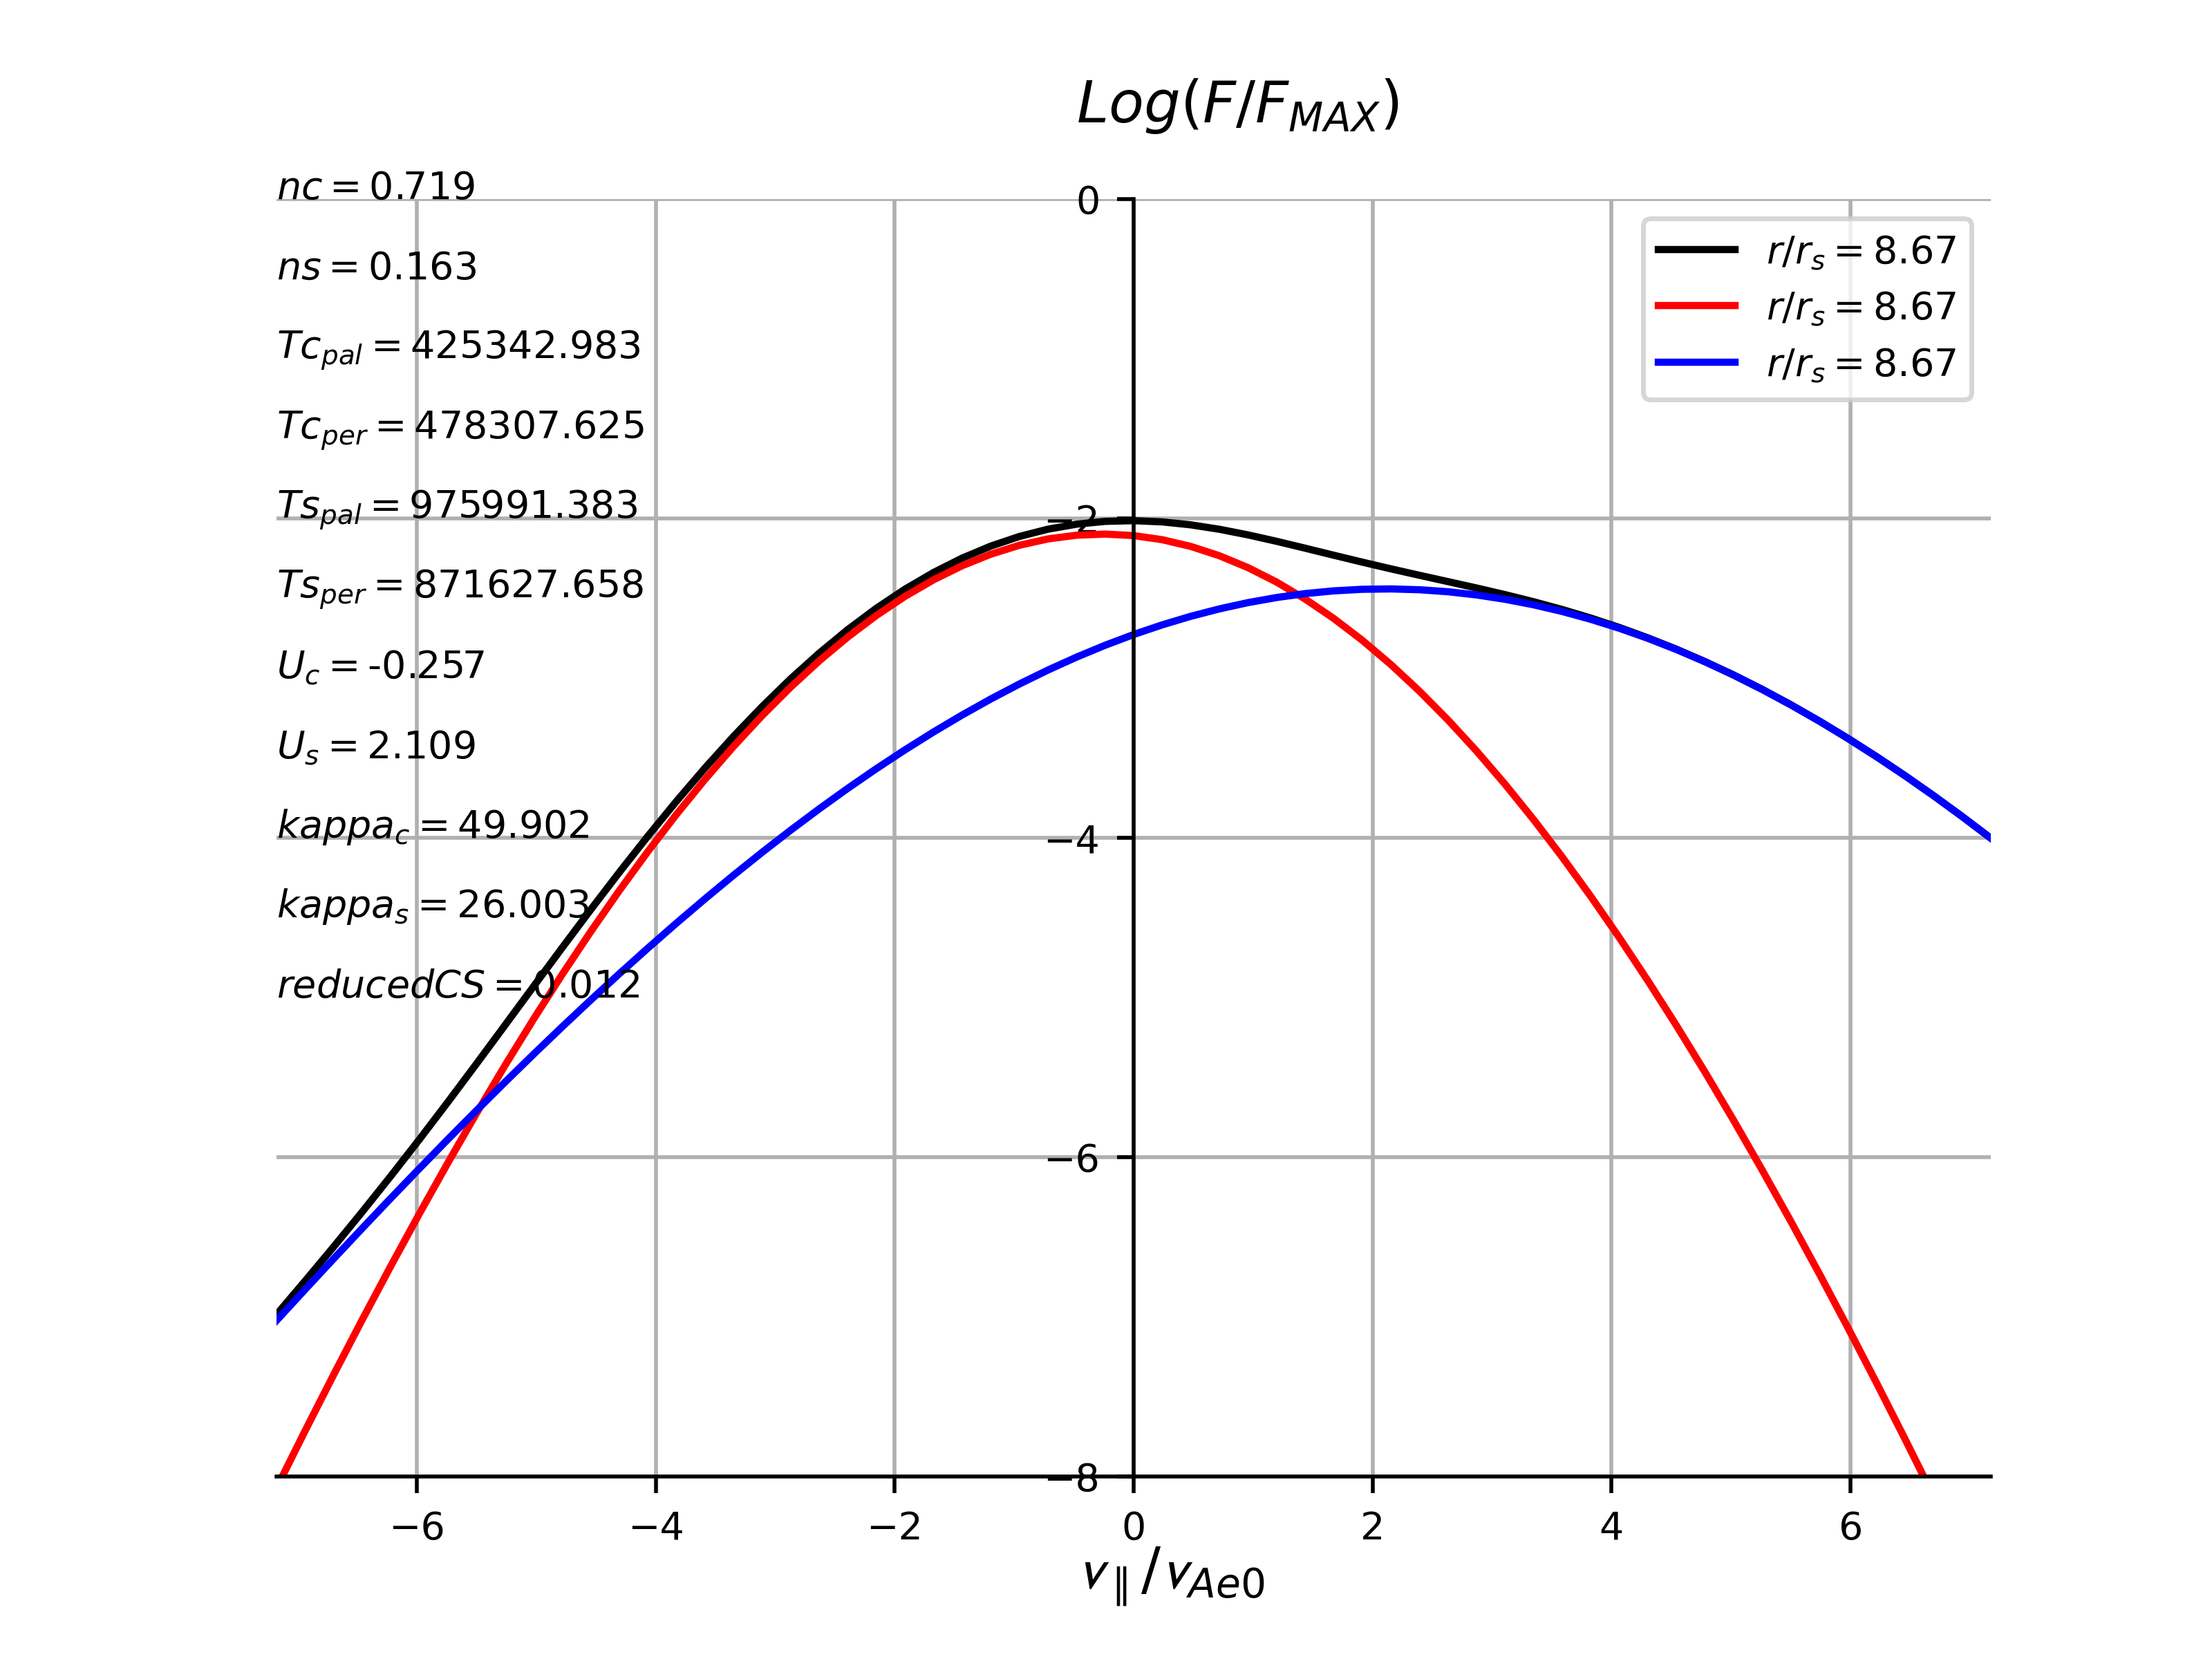 Log(F/F_MAX)
nc = 0.719
ns = 0.163
Tc_pal = 425342.983
Tc_per = 478307.625
Ts_pal = 975991.383
Ts_per = 871627.658
U_c = -0.257
U_s = 2.109
kappa_c = 49.902
kappa_s = 26.003
reducedCS = 0.012
0
−2
−4
−6
−8
r/r_s = 8.67
r/r_s = 8.67
r/r_s = 8.67
−6 −4 −2 0 2 4 6
v_∥/v_Ae0